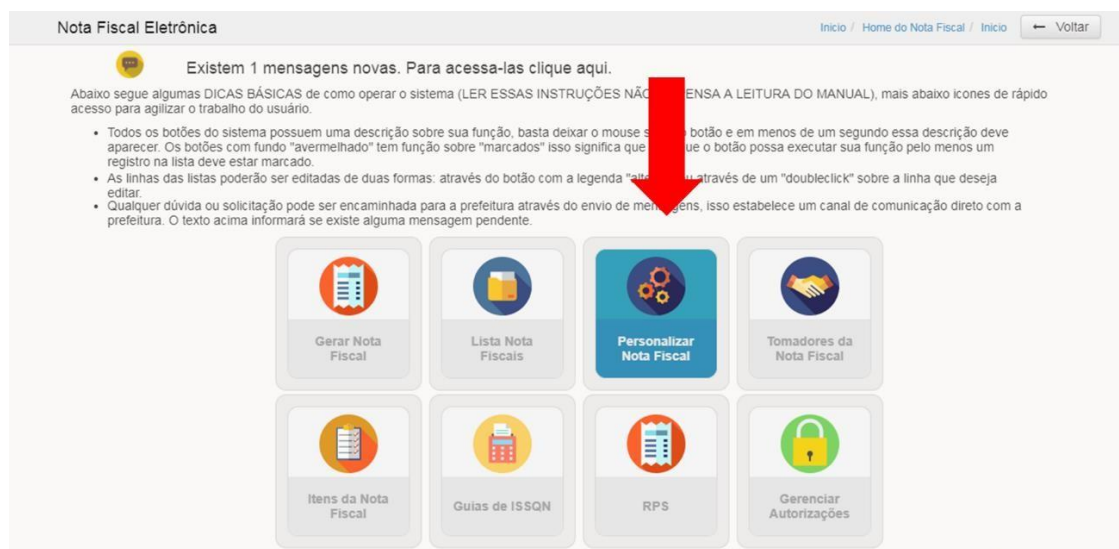 Nota Fiscal Eletrônica
Inicio / Home do Nota Fiscal / Inicio
← Voltar
Existem 1 mensagens novas. Para acessa-las clique aqui.
Abaixo segue algumas DICAS BÁSICAS de como operar o sistema (LER ESSAS INSTRUÇÕES NÃO ENSA A LEITURA DO MANUAL), mais abaixo icones de rápido
acesso para agilizar o trabalho do usuário.
• Todos os botões do sistema possuem uma descrição sobre sua função, basta deixar o mouse s botão e em menos de um segundo essa descrição deve
aparecer. Os botões com fundo "avermelhado" tem função sobre "marcados" isso significa que ue o botão possa executar sua função pelo menos um
registro na lista deve estar marcado.
• As linhas das listas poderão ser editadas de duas formas: através do botão com a legenda "alte u através de um "doubleclick" sobre a linha que deseja
editar.
• Qualquer dúvida ou solicitação pode ser encaminhada para a prefeitura através do envio de mensagens, isso estabelece um canal de comunicação direto com a
prefeitura. O texto acima informará se existe alguma mensagem pendente.
Gerar Nota
Fiscal
Lista Nota
Fiscais
Personalizar
Nota Fiscal
Tomadores da
Nota Fiscal
Itens da Nota
Fiscal
Guias de ISSQN
RPS
Gerenciar
Autorizações